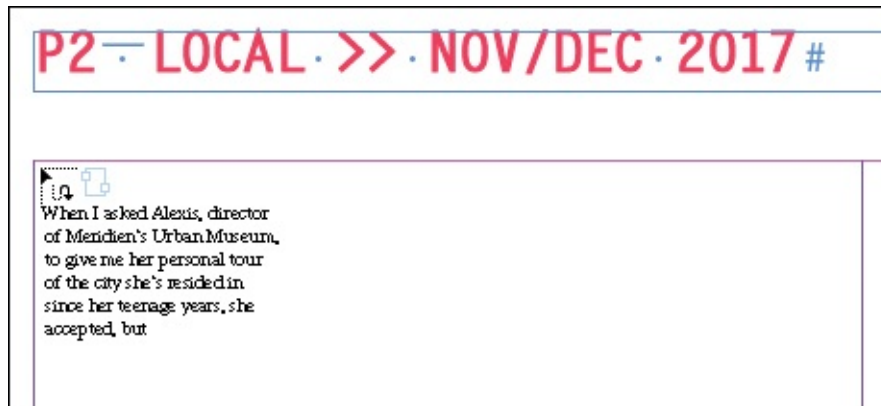 P2 — LOCAL >> NOV/DEC 2017#
When I asked Alexis, director
of Meridien's Urban Museum,
to give me her personal tour
of the city she's resided in
since her teenage years, she
accepted, but